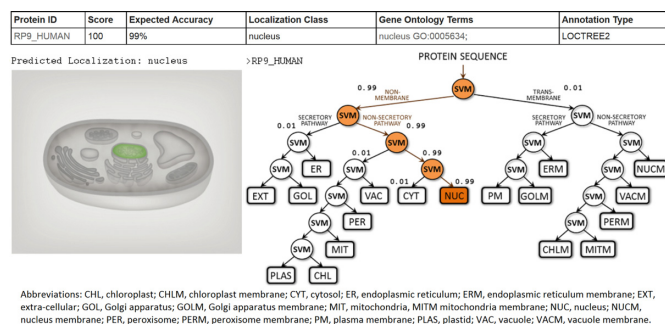 Protein ID Score Expected Accuracy Localization Class Gene Ontology Terms Annotation Type
RP9_HUMAN 100 99% nucleus nucleus GO:0005634; LOCTREE2
Predicted Localization: nucleus
>RP9_HUMAN
PROTEIN SEQUENCE
0.99 NON-MEMBRANE SVM TRANS-MEMBRANE 0.01
SVM SVM
0.01 SECRETORY PATHWAY NON-SECRETORY PATHWAY 0.99 SECRETORY PATHWAY NON-SECRETORY PATHWAY
SVM SVM SVM SVM
0.01 0.99
SVM ER SVM SVM SVM ERM SVM NUCM
0.01 0.99
EXT GOL SVM VAC CYT NUC PM GOLM SVM VACM
SVM PER SVM PERM
SVM MIT CHLM MITM
PLAS CHL
Abbreviations: CHL, chloroplast; CHLM, chloroplast membrane; CYT, cytosol; ER, endoplasmic reticulum; ERM, endoplasmic reticulum membrane; EXT,
extra-cellular; GOL, Golgi apparatus; GOLM, Golgi apparatus membrane; MIT, mitochondria, MITM mitochondria membrane; NUC, nucleus; NUCM,
nucleus membrane; PER, peroxisome; PERM, peroxisome membrane; PM, plasma membrane; PLAS, plastid; VAC, vacuole; VACM, vacuole membrane.